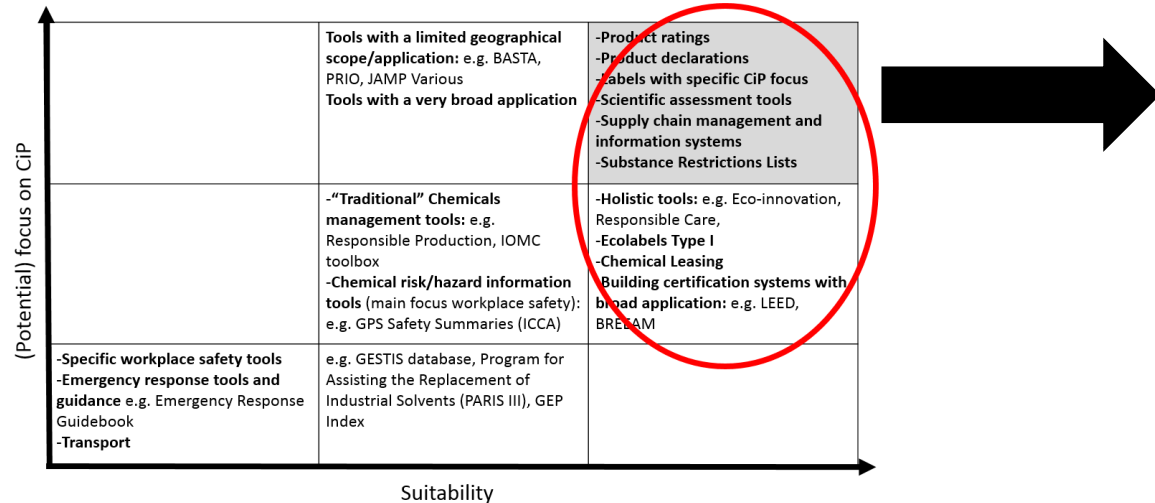 (Potential) focus on CiP
Tools with a limited geographical
scope/application: e.g. BASTA,
PRIO, JAMP Various
Tools with a very broad application
-Product ratings
-Product declarations
-Labels with specific CiP focus
-Scientific assessment tools
-Supply chain management and
information systems
-Substance Restrictions Lists
-“Traditional” Chemicals
management tools: e.g.
Responsible Production, IOMC
toolbox
-Chemical risk/hazard information
tools (main focus workplace safety):
e.g. GPS Safety Summaries (ICCA)
-Holistic tools: e.g. Eco-innovation,
Responsible Care,
-Ecolabels Type I
-Chemical Leasing
-Building certification systems with
broad application: e.g. LEED,
BREEAM
-Specific workplace safety tools
-Emergency response tools and
guidance e.g. Emergency Response
Guidebook
-Transport
e.g. GESTIS database, Program for
Assisting the Replacement of
Industrial Solvents (PARIS III), GEP
Index
Suitability